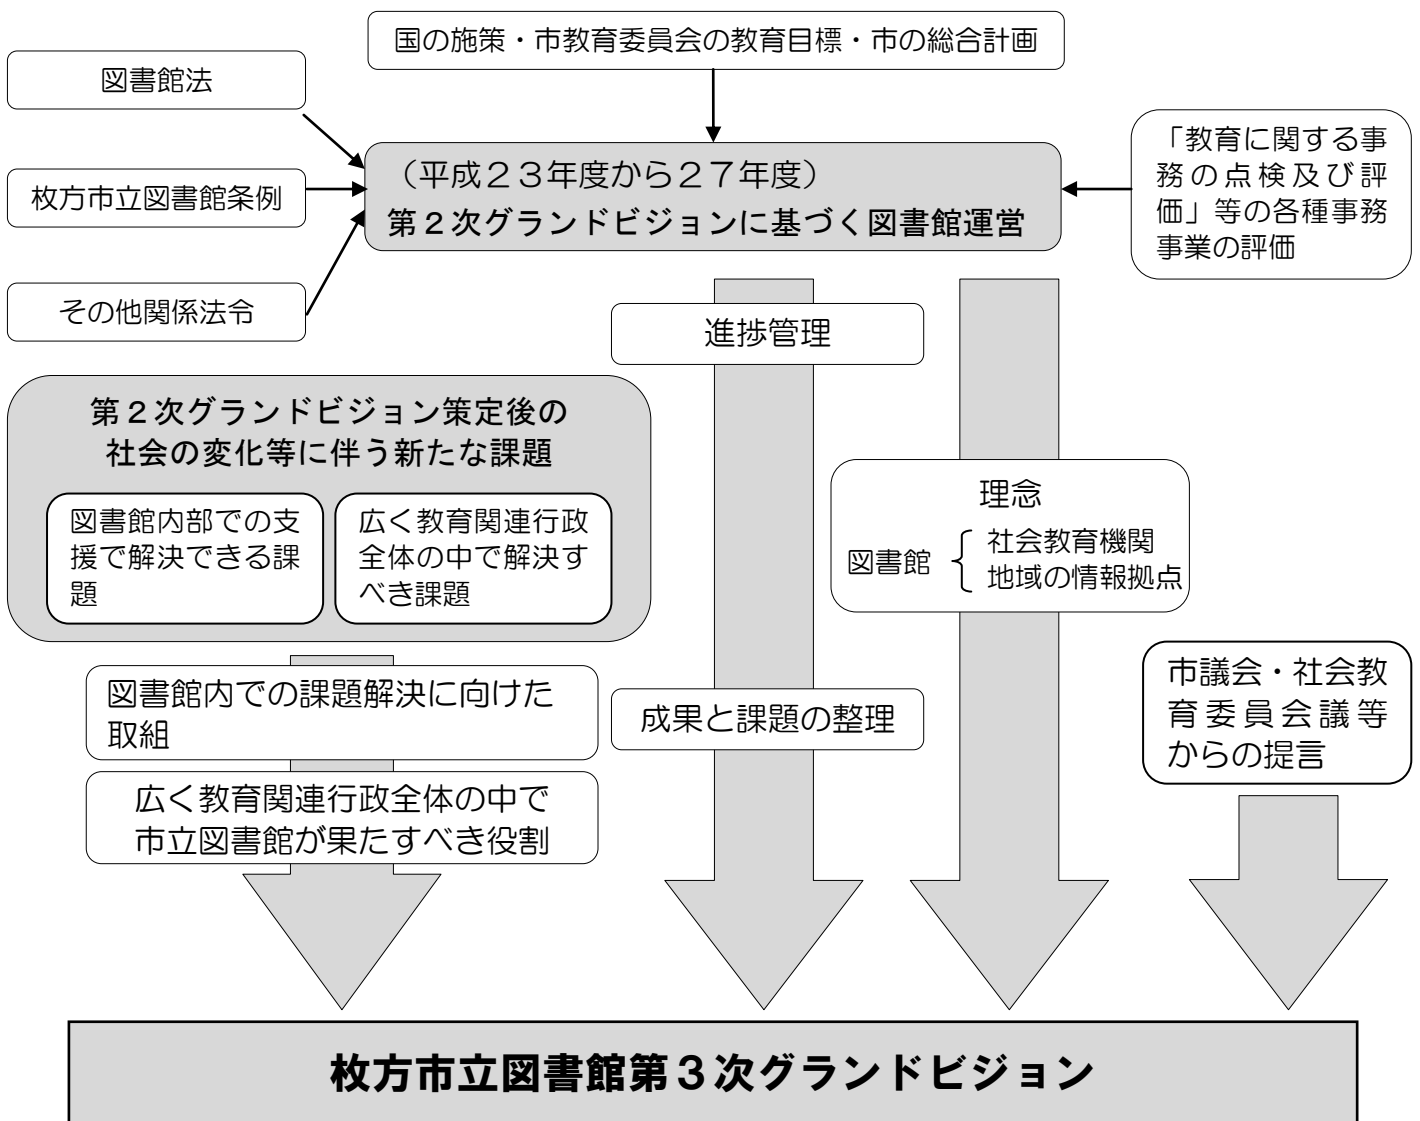 国の施策・市教育委員会の教育目標・市の総合計画
図書館法
枚方市立図書館条例
その他関係法令
（平成２３年度から２７年度）
第２次グランドビジョンに基づく図書館運営
「教育に関する事
務の点検及び評
価」等の各種事務
事業の評価
進捗管理
第２次グランドビジョン策定後の
社会の変化等に伴う新たな課題
図書館内部での支
援で解決できる課
題
広く教育関連行政
全体の中で解決す
べき課題
理念
図書館
社会教育機関
地域の情報拠点
図書館内での課題解決に向けた
取組
広く教育関連行政全体の中で
市立図書館が果たすべき役割
成果と課題の整理
市議会・社会教
育委員会議等
からの提言
枚方市立図書館第３次グランドビジョン